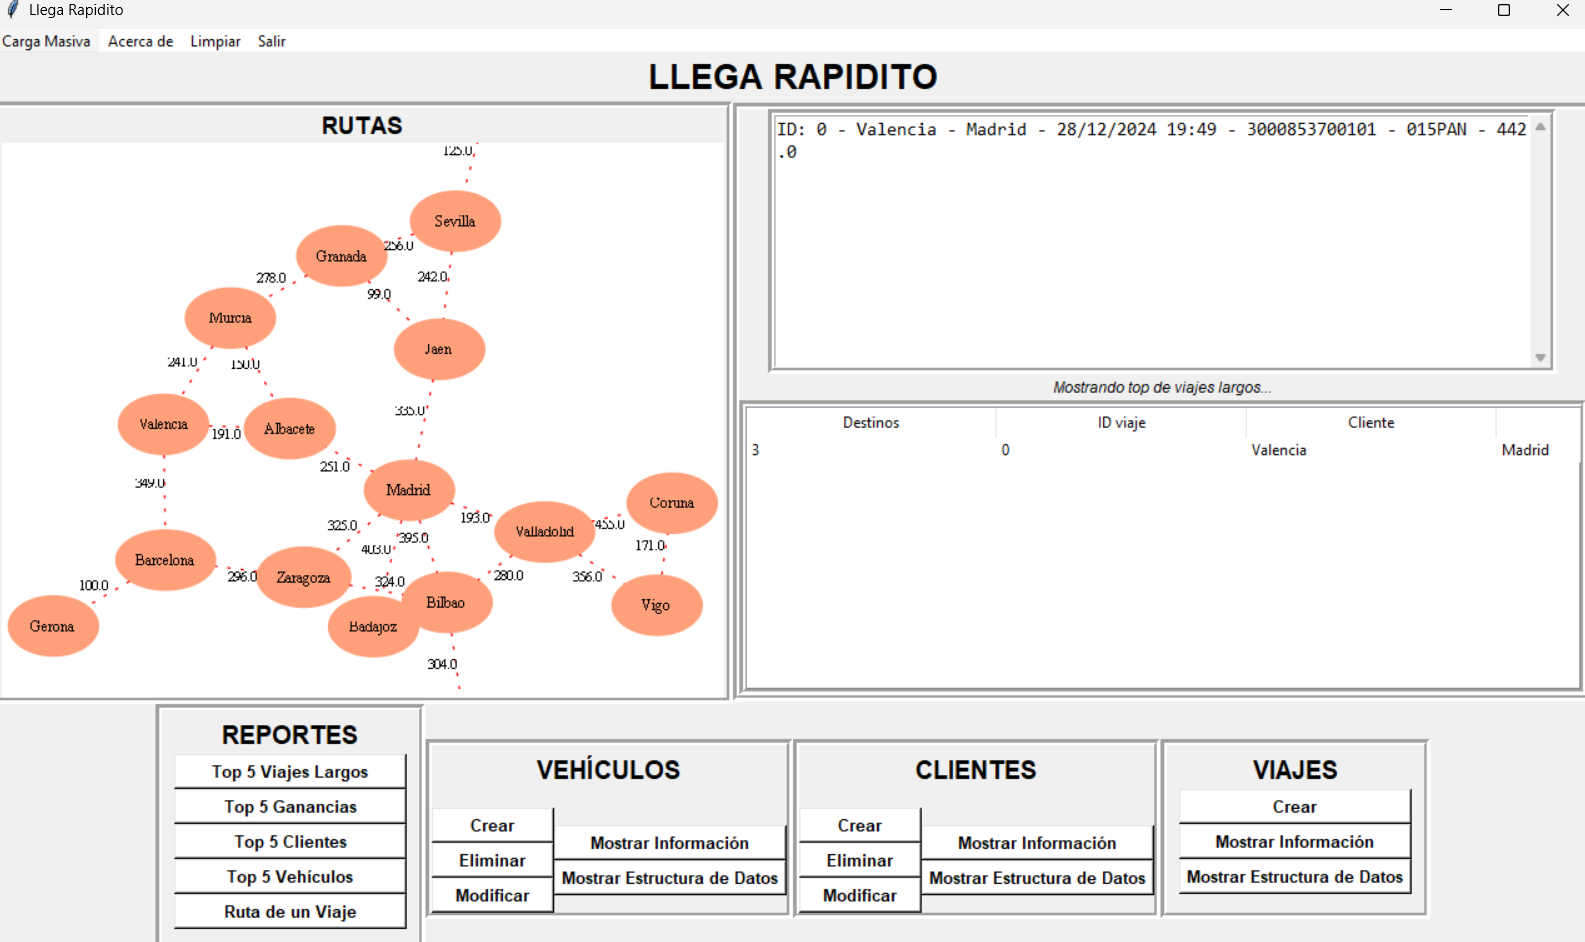 Llega Rapidito
Carga Masiva Acerca de Limpiar Salir
LLEGA RAPIDITO
RUTAS
125.0
Sevilla
256.0
Granada
242.0
278.0
99.0
Murcia
Jaen
241.0
150.0
335.0
Valencia
Albacete
191.0
251.0
349.0
Madrid
Coruna
193.0
325.0
455.0
Valladolid
395.0
403.0
171.0
Barcelona
296.0
Zaragoza
280.0
356.0
100.0
324.0
Bilbao
Vigo
Gerona
Badajoz
304.0
ID: 0 - Valencia - Madrid - 28/12/2024 19:49 - 3000853700101 - 015PAN - 442
.0
Mostrando top de viajes largos...
Destinos ID viaje Cliente
3 0 Valencia Madrid
REPORTES
Top 5 Viajes Largos
Top 5 Ganancias
Top 5 Clientes
Top 5 Vehículos
Ruta de un Viaje
VEHÍCULOS
Crear
Eliminar
Modificar
Mostrar Información
Mostrar Estructura de Datos
CLIENTES
Crear
Eliminar
Modificar
Mostrar Información
Mostrar Estructura de Datos
VIAJES
Crear
Mostrar Información
Mostrar Estructura de Datos